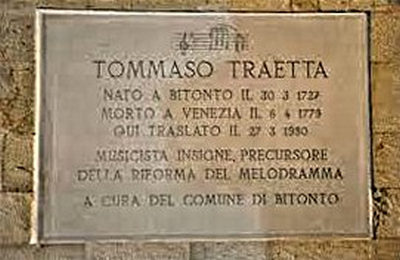 TOMMASO TRAETTA
NATO A BITONTO IL 30 3 1727
MORTO A VENEZIA IL 6 4 1779
QUI TRASLATO IL 27 3 1990
MUSICISTA INSIGNE, PRECURSORE
DELLA RIFORMA DEL MELODRAMMA
A CURA DEL COMUNE DI BITONTO